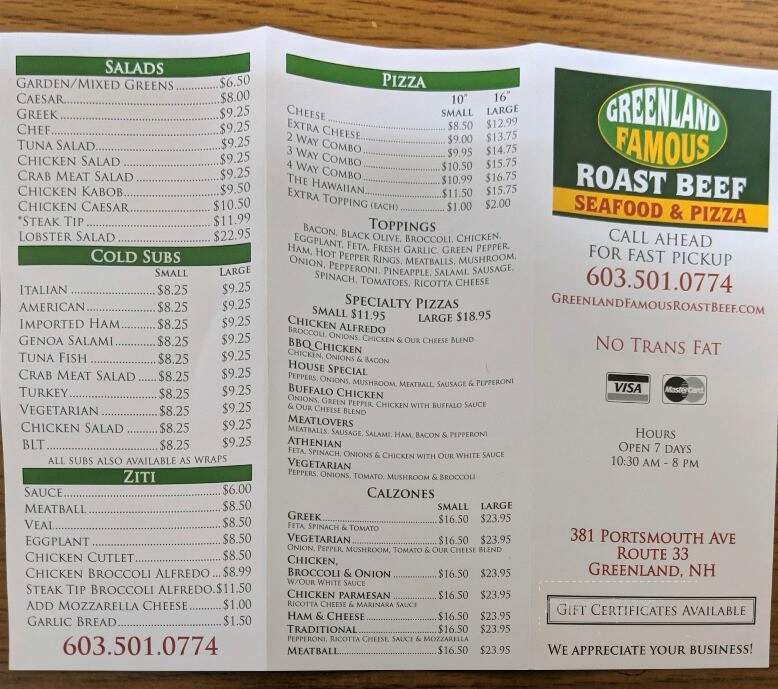 SALADS
GARDEN/MIXED GREENS ............ $6.50
CAESAR............ $8.00
GREEK............ $9.25
CHEF............ $9.25
TUNA SALAD............ $9.25
CHICKEN SALAD ............ $9.25
CRAB MEAT SALAD ............ $9.25
CHICKEN KABOB............ $9.50
CHICKEN CAESAR............ $10.50
*STEAK TIP ............ $11.99
LOBSTER SALAD ............ $22.95
COLD SUBS
SMALL LARGE
ITALIAN ............ $8.25 $9.25
AMERICAN............ $8.25 $9.25
IMPORTED HAM............ $8.25 $9.25
GENOA SALAMI............ $8.25 $9.25
TUNA FISH ............ $8.25 $9.25
CRAB MEAT SALAD ..... $8.25 $9.25
TURKEY............ $8.25 $9.25
VEGETARIAN ............ $8.25 $9.25
CHICKEN SALAD ........ $8.25 $9.25
BLT............ $8.25 $9.25
ALL SUBS ALSO AVAILABLE AS WRAPS
ZITI
SAUCE............ $6.00
MEATBALL ............ $8.50
VEAL............ $8.50
EGGPLANT ............ $8.50
CHICKEN CUTLET............ $8.50
CHICKEN BROCCOLI ALFREDO ... $8.99
STEAK TIP BROCCOLI ALFREDO. $11.50
ADD MOZZARELLA CHEESE........ $1.00
GARLIC BREAD............ $1.50
603.501.0774
PIZZA
10" 16"
SMALL LARGE
CHEESE ............ $8.50 $12.99
EXTRA CHEESE............ $9.00 $13.75
2 WAY COMBO............ $9.95 $14.75
3 WAY COMBO............ $10.50 $15.75
4 WAY COMBO............ $10.99 $16.75
THE HAWAIIAN............ $11.50 $15.75
EXTRA TOPPING (EACH) ............ $1.00 $2.00
TOPPINGS
BACON, BLACK OLIVE, BROCCOLI, CHICKEN,
EGGPLANT, FETA, FRESH GARLIC, GREEN PEPPER,
HAM, HOT PEPPER RINGS, MEATBALLS, MUSHROOM,
ONION, PEPPERONI, PINEAPPLE, SALAMI, SAUSAGE,
SPINACH, TOMATOES, RICOTTA CHEESE
SPECIALTY PIZZAS
SMALL $11.95 LARGE $18.95
CHICKEN ALFREDO
BROCCOLI, ONIONS, CHICKEN & OUR CHEESE BLEND
BBQ CHICKEN
CHICKEN, ONIONS & BACON
HOUSE SPECIAL
PEPPERS, ONIONS, MUSHROOM, MEATBALL, SAUSAGE & PEPPERONI
BUFFALO CHICKEN
ONIONS, GREEN PEPPER, CHICKEN WITH BUFFALO SAUCE
& OUR CHEESE BLEND
MEATLOVERS
MEATBALLS, SAUSAGE, SALAMI, HAM, BACON & PEPPERONI
ATHENIAN
FETA, SPINACH, ONIONS & CHICKEN WITH OUR WHITE SAUCE
VEGETARIAN
PEPPERS, ONIONS, TOMATO, MUSHROOM & BROCCOLI
CALZONES
SMALL LARGE
GREEK............ $16.50 $23.95
FETA, SPINACH & TOMATO
VEGETARIAN............ $16.50 $23.95
ONION, PEPPER, MUSHROOM, TOMATO & OUR CHEESE BLEND
CHICKEN,
BROCCOLI & ONION ............ $16.50 $23.95
W/OUR WHITE SAUCE
CHICKEN PARMESAN ............ $16.50 $23.95
RICOTTA CHEESE & MARINARA SAUCE
HAM & CHEESE............ $16.50 $23.95
TRADITIONAL............ $16.50 $23.95
PEPPERONI, RICOTTA CHEESE, SAUCE & MOZZARELLA
MEATBALL............ $16.50 $23.95
GREENLAND
FAMOUS
ROAST BEEF
SEAFOOD & PIZZA
CALL AHEAD
FOR FAST PICKUP
603.501.0774
GREENLANDFAMOUSROASTBEEF.COM
NO TRANS FAT
VISA MasterCard
HOURS
OPEN 7 DAYS
10:30 AM - 8 PM
381 PORTSMOUTH AVE
ROUTE 33
GREENLAND, NH
GIFT CERTIFICATES AVAILABLE
WE APPRECIATE YOUR BUSINESS!